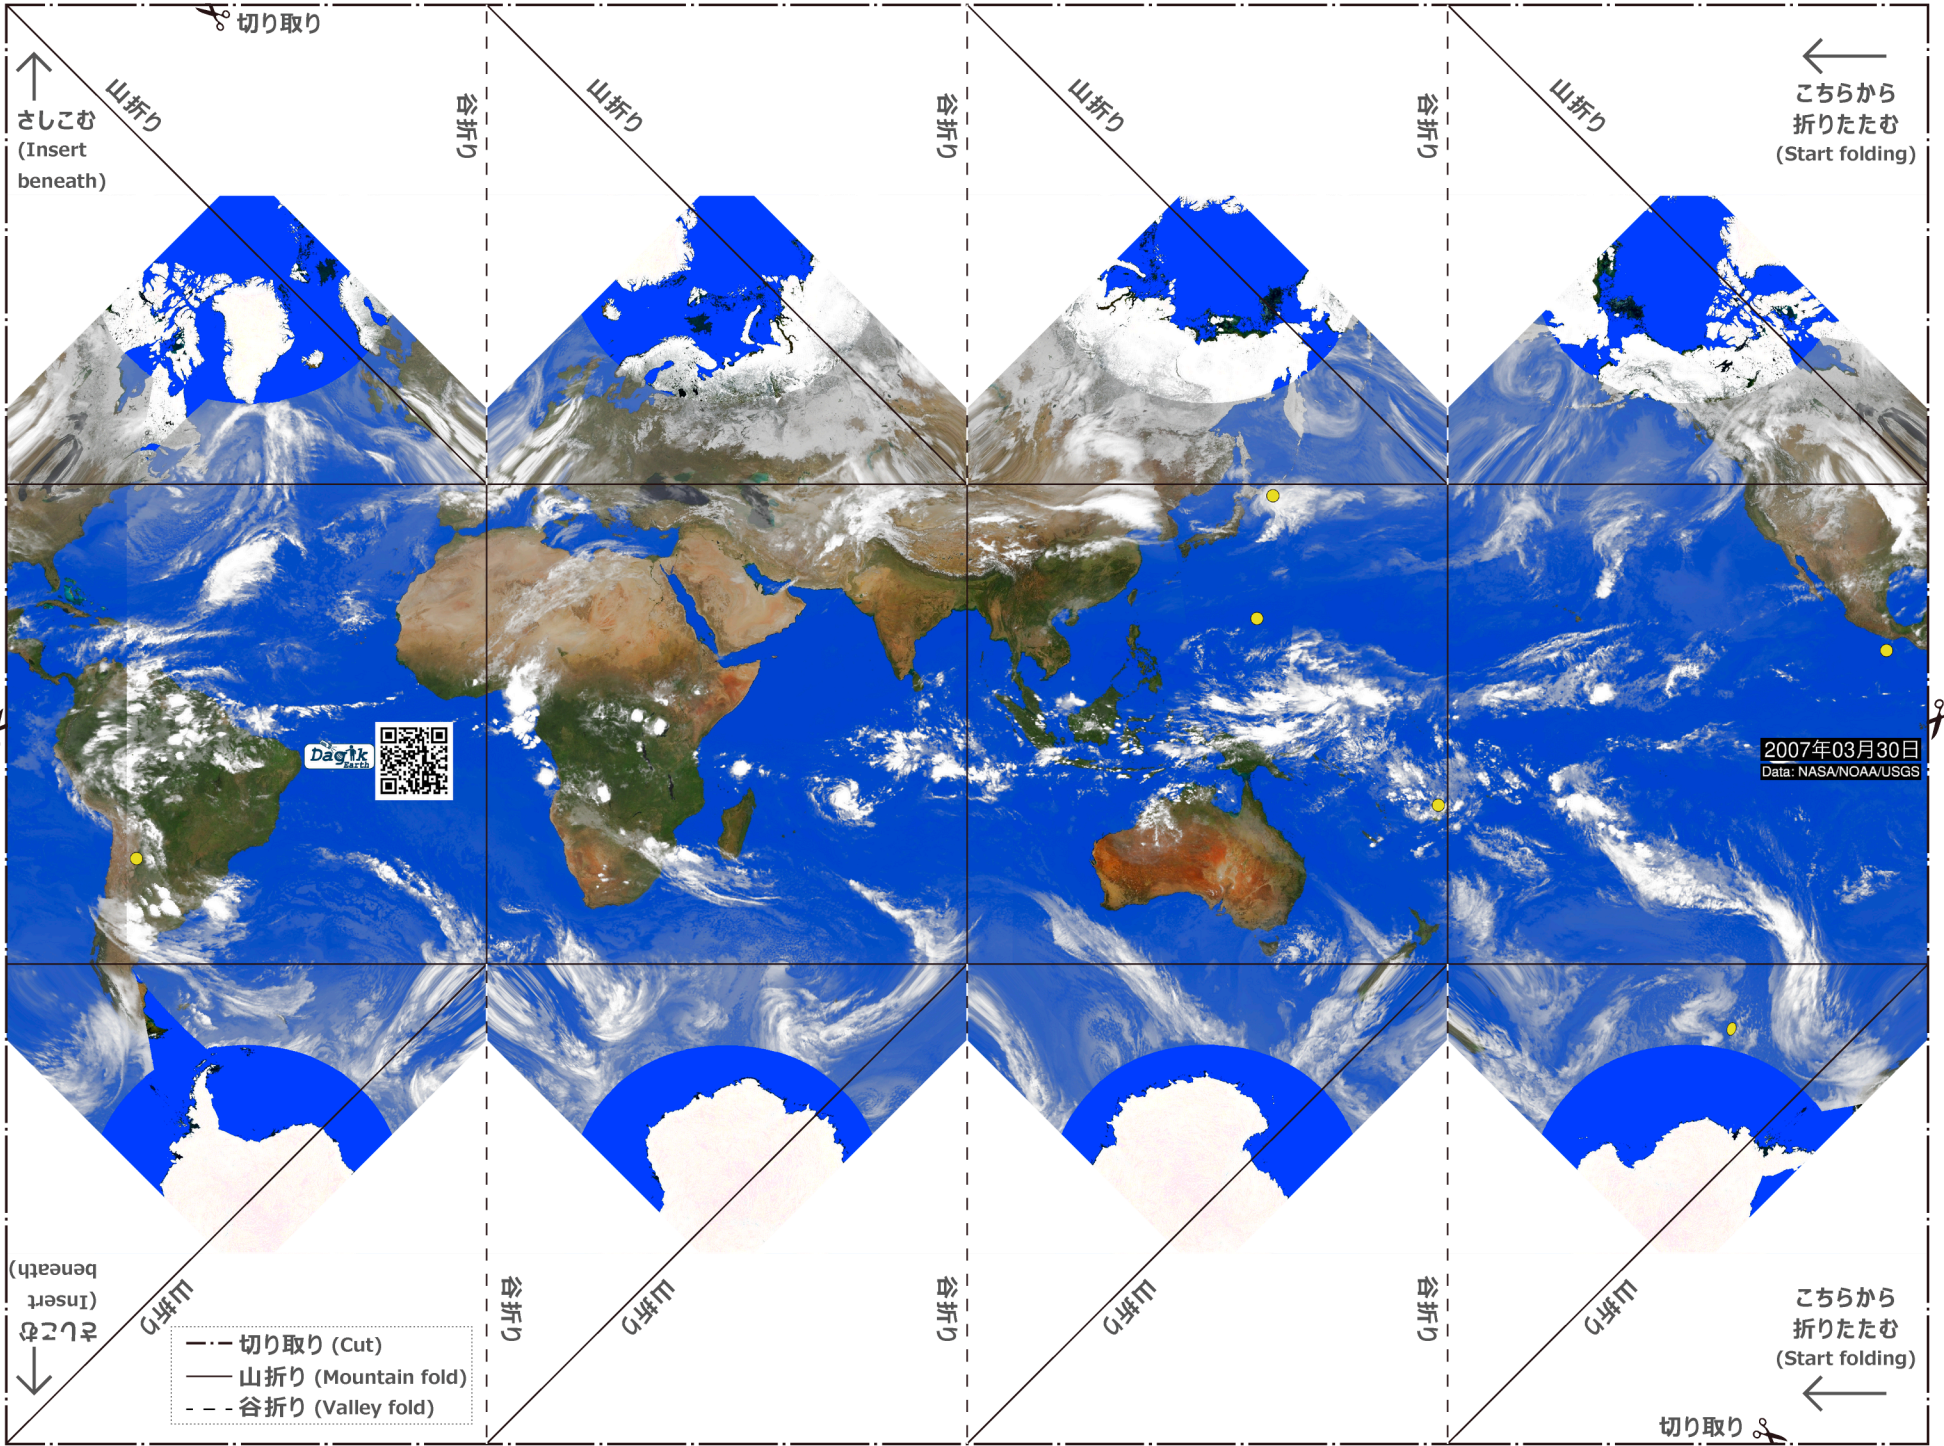 切り取り
山折り
谷折り
山折り
谷折り
山折り
谷折り
山折り
さしこむ
(Insert
beneath)
こちらから
折りたたむ
(Start folding)
Dagik
Earth
2007年03月30日
Data: NASA/NOAA/USGS
さしこむ
(Insert
beneath)
山折り
谷折り
山折り
谷折り
山折り
谷折り
山折り
こちらから
折りたたむ
(Start folding)
切り取り (Cut)
山折り (Mountain fold)
谷折り (Valley fold)
切り取り